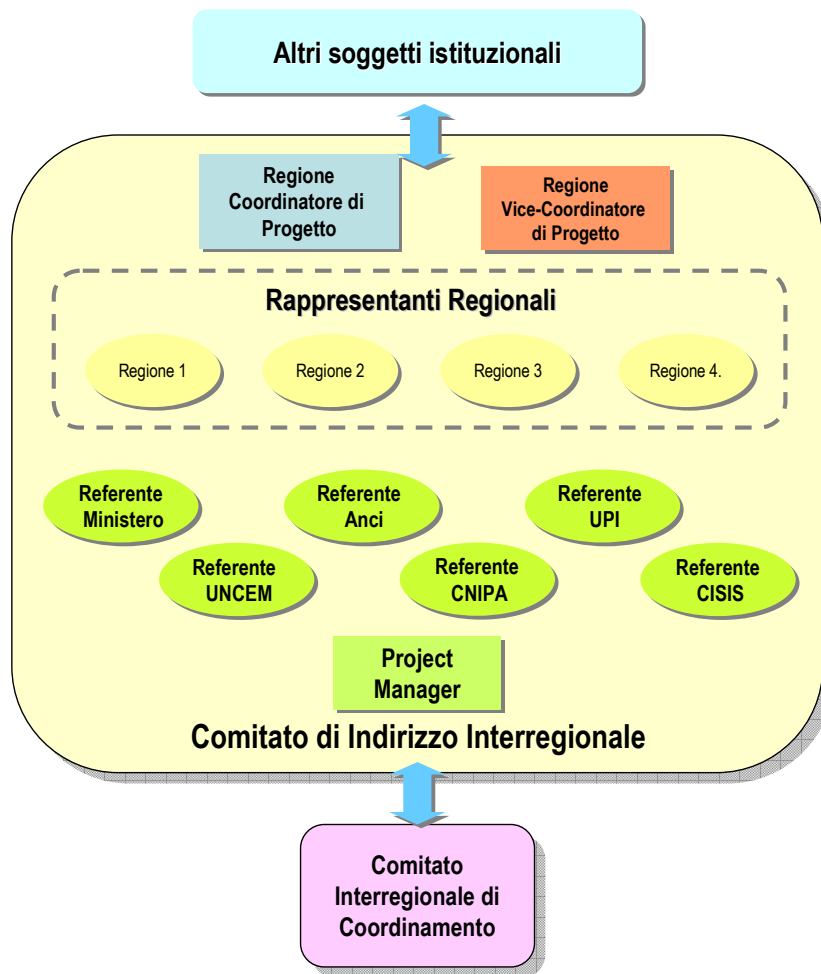 Altri soggetti istituzionali
Regione
Coordinatore di
Progetto
Regione
Vice-Coordinatore
di Progetto
Rappresentanti Regionali
Regione 1
Regione 2
Regione 3
Regione 4.
Referente
Ministero
Referente
Anci
Referente
UPI
Referente
UNCEM
Referente
CNIPA
Referente
CISIS
Project
Manager
Comitato di Indirizzo Interregionale
Comitato
Interregionale di
Coordinamento